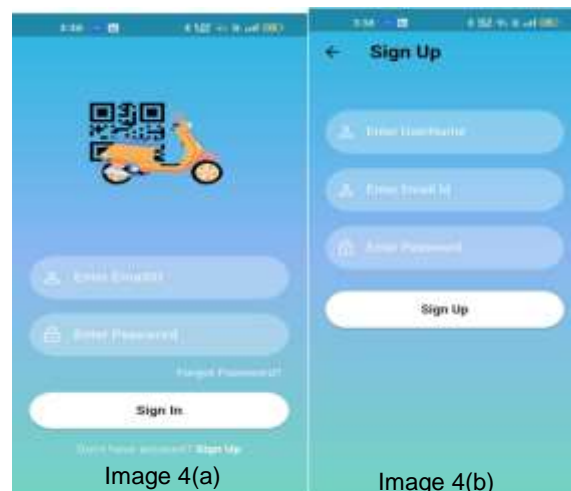 Enter EmailID
Enter Password
Forgot Password?
Sign In
Don't have account? Sign Up
Image 4(a)
Sign Up
Enter UserName
Enter Email Id
Enter Password
Sign Up
Image 4(b)